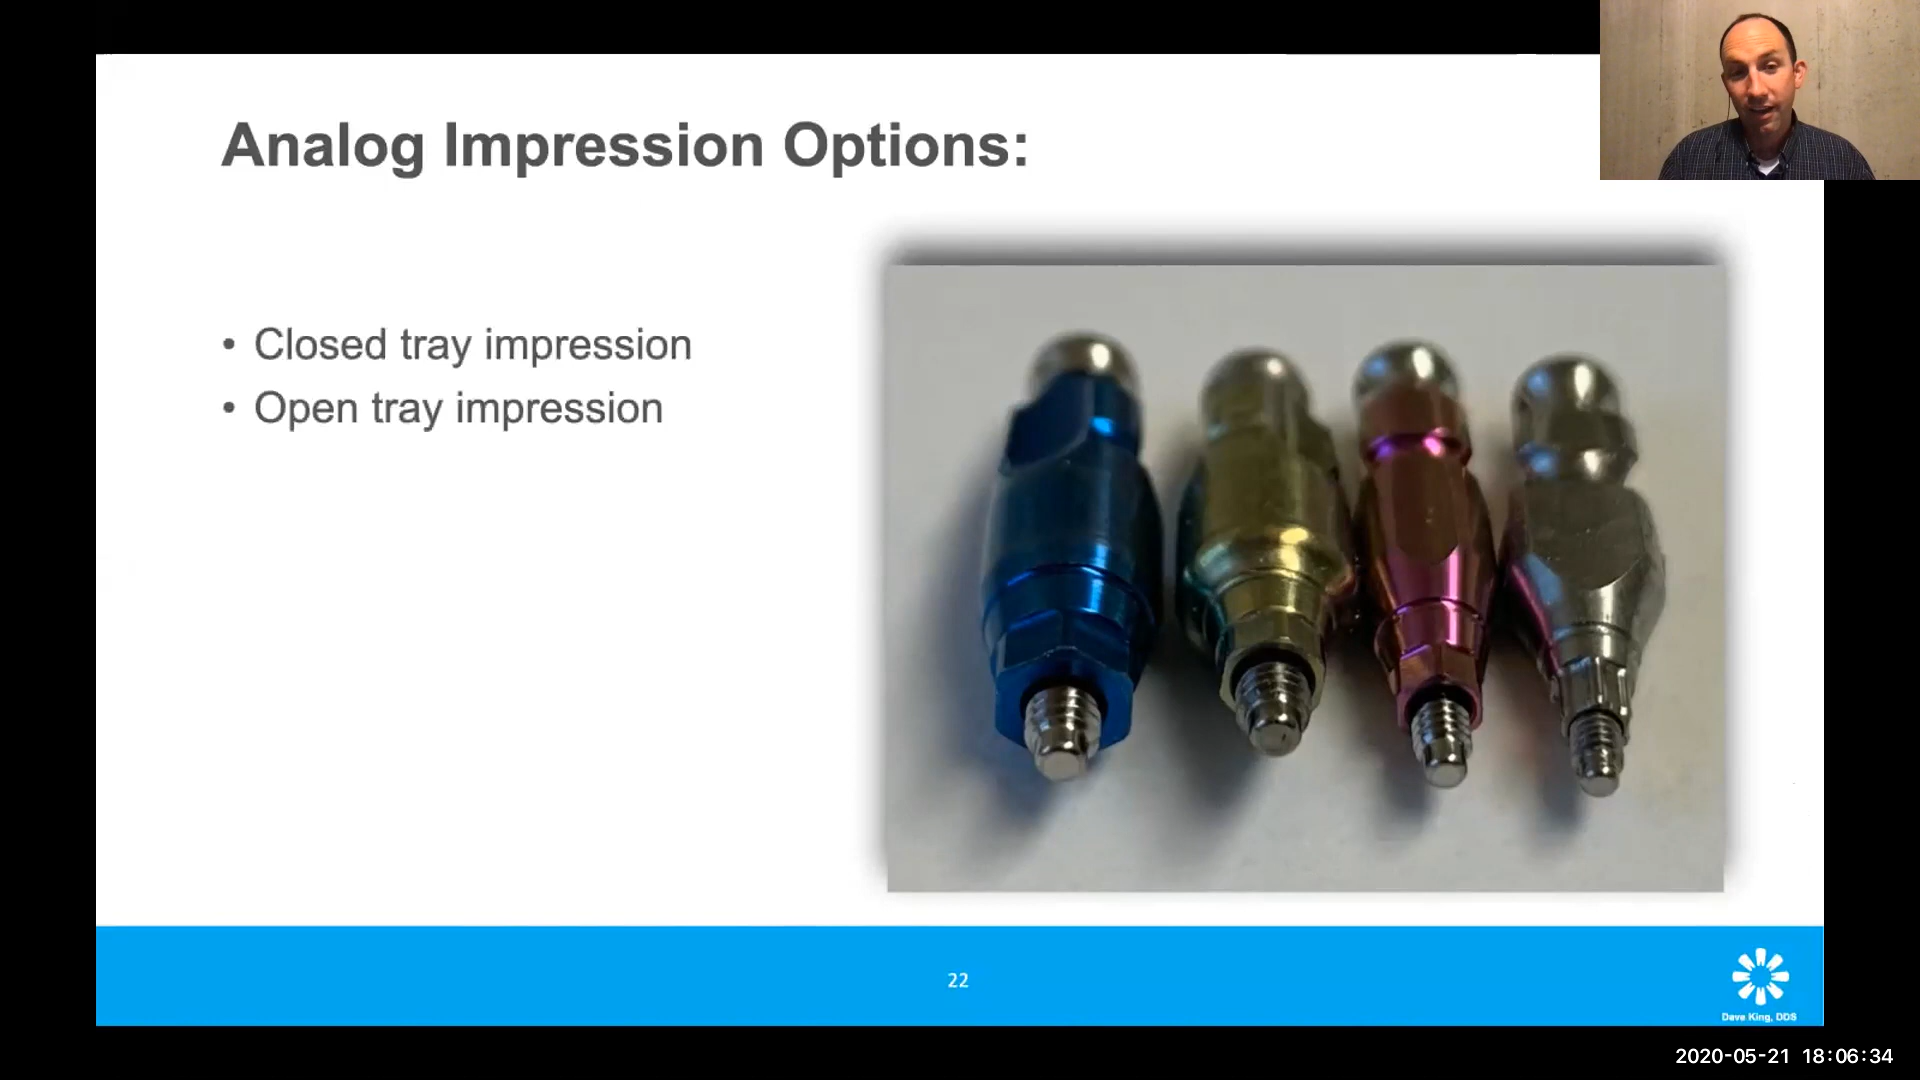 Analog Impression Options:
• Closed tray impression
• Open tray impression
22
Dave King, DDS
2020-05-21 18:06:34